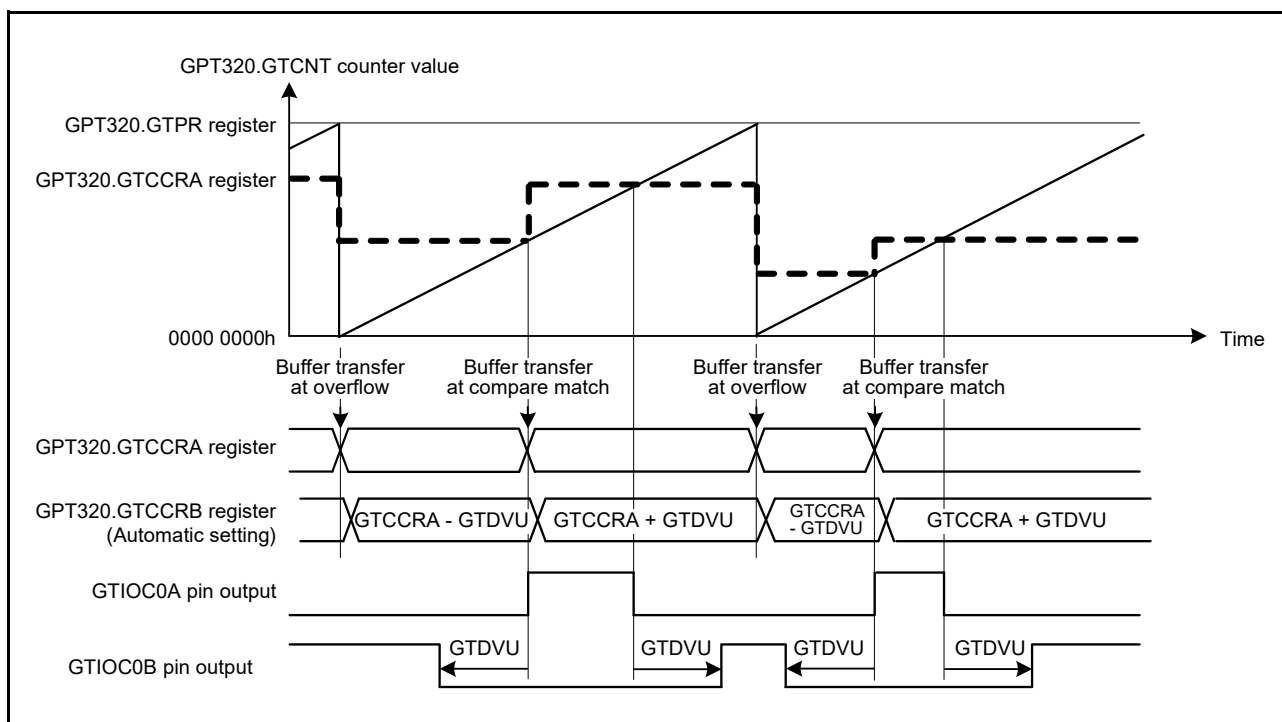 GPT320.GTCNT counter value
GPT320.GTPR register
GPT320.GTCCRA register
0000 0000h
Time
Buffer transfer
at overflow
Buffer transfer
at compare match
Buffer transfer
at overflow
Buffer transfer
at compare match
GPT320.GTCCRA register
GPT320.GTCCRB register
(Automatic setting)
GTCCRA - GTDVU
GTCCRA + GTDVU
GTCCRA
- GTDVU
GTCCRA + GTDVU
GTIOC0A pin output
GTIOC0B pin output
GTDVU
GTDVU
GTDVU
GTDVU